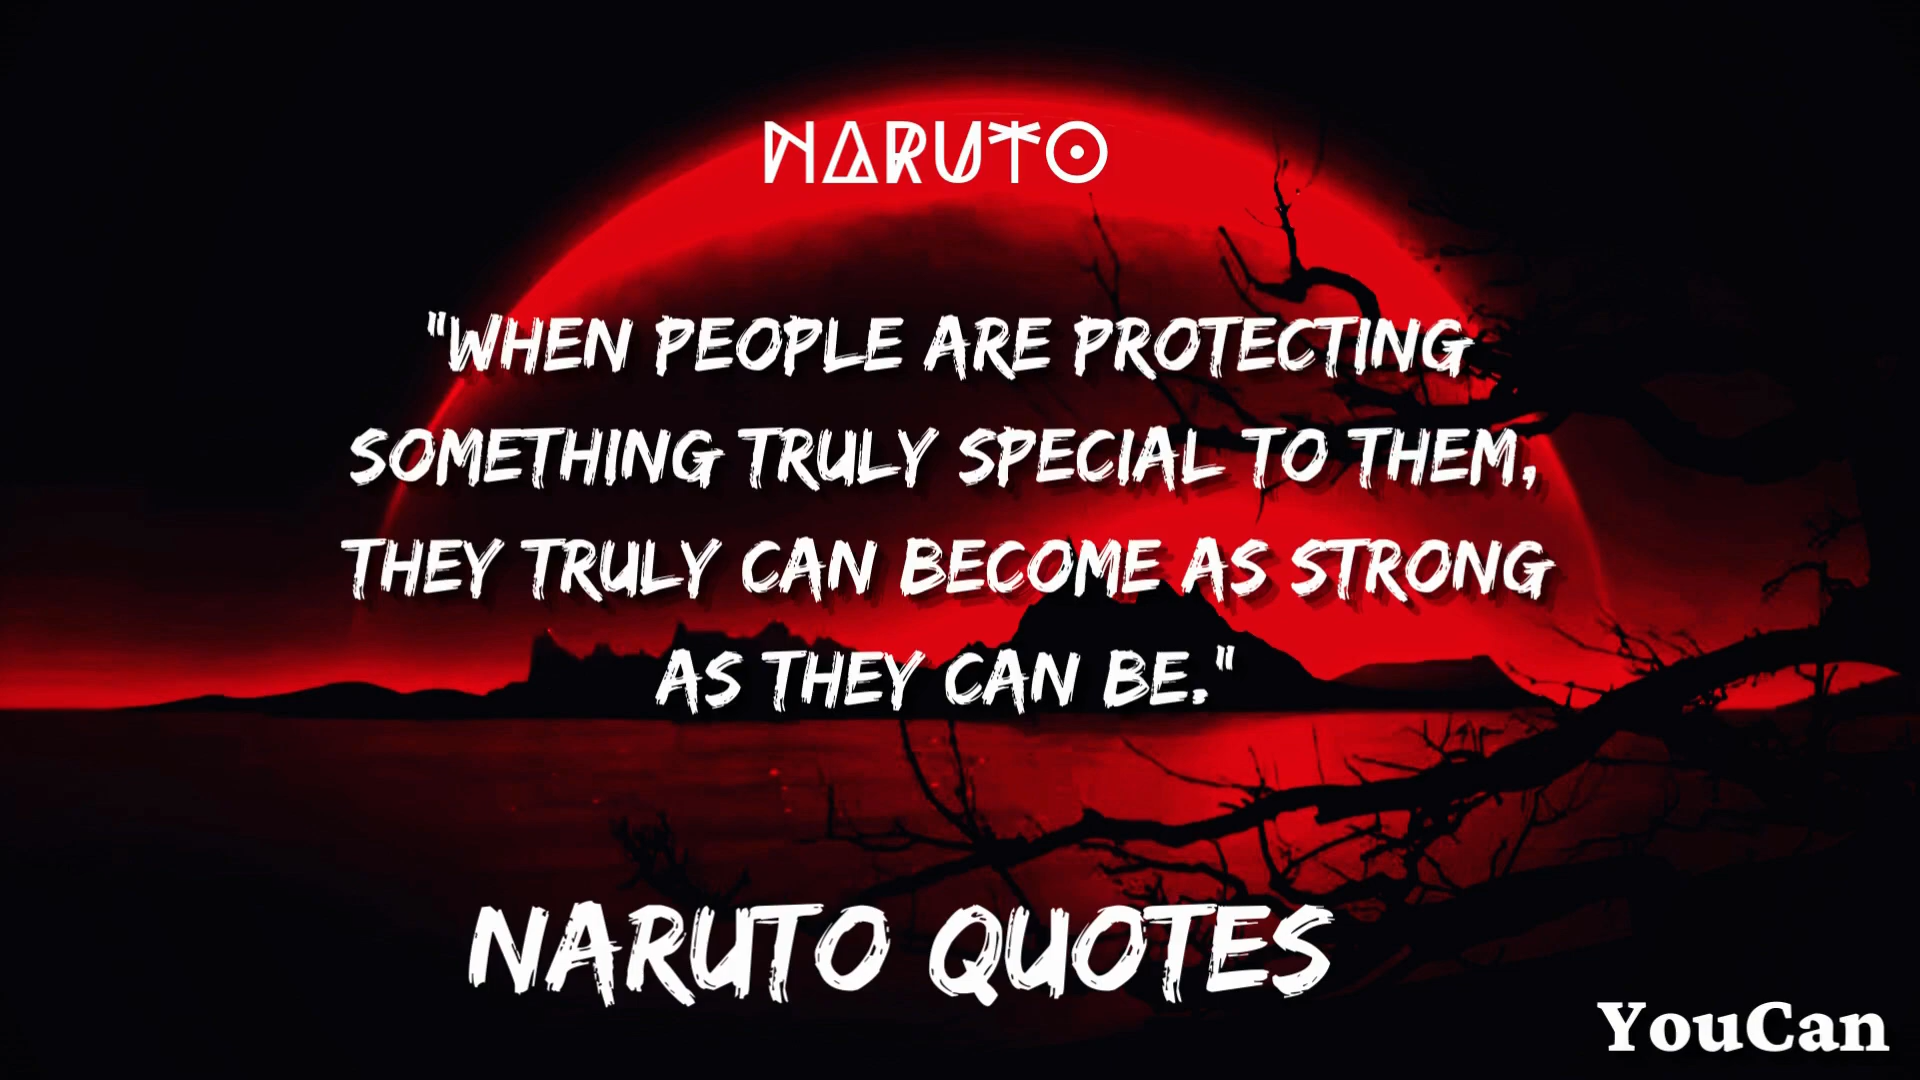 NARUTO
"WHEN PEOPLE ARE PROTECTING
SOMETHING TRULY SPECIAL TO THEM,
THEY TRULY CAN BECOME AS STRONG
AS THEY CAN BE."
NARUTO QUOTES
YouCan